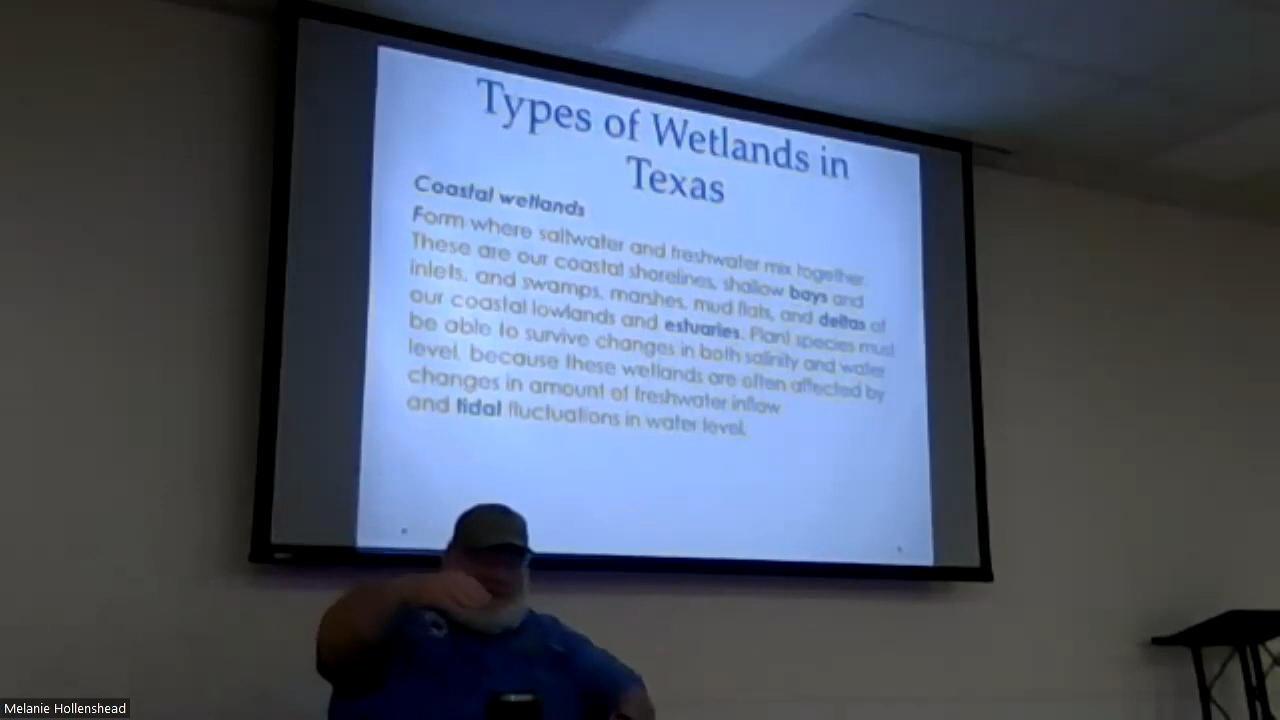 Types of Wetlands in
Texas
Coastal wetlands
Form where saltwater and freshwater mix together.
These are our coastal shorelines, shallow bays and
inlets, and swamps, marshes, mud flats, and deltas of
our coastal lowlands and estuaries. Plant species must
be able to survive changes in both salinity and water
level, because these wetlands are often affected by
changes in amount of freshwater inflow
and tidal fluctuations in water level.
Melanie Hollenshead